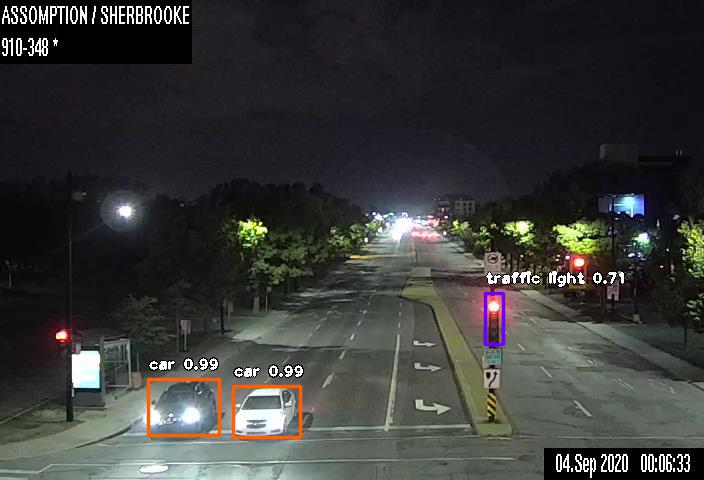 ASSOMPTION / SHERBROOKE
910-348 *
traffic light 0.71
car 0.99
car 0.99
04.Sep 2020 00:06:33